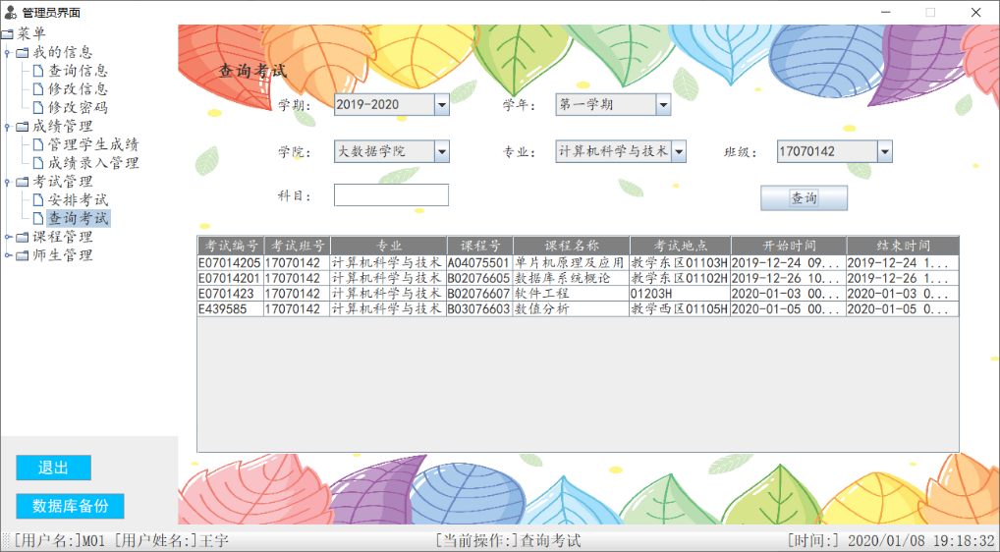 管理员界面
菜单
我的信息
查询信息
修改信息
修改密码
成绩管理
管理学生成绩
成绩录入管理
考试管理
安排考试
查询考试
课程管理
师生管理
退出
数据库备份
查询考试
学期： 2019-2020 学年： 第一学期
学院： 大数据学院 专业： 计算机科学与技术 班级： 17070142
科目： 查询
考试编号 考试班号 专业 课程号 课程名称 考试地点 开始时间 结束时间
E07014205 17070142 计算机科学与技术 A04075501 单片机原理及应用 教学东区01103H 2019-12-24 09... 2019-12-24 1...
E07014201 17070142 计算机科学与技术 B02076605 数据库系统概论 教学东区01102H 2019-12-26 10... 2019-12-26 1...
E0701423 17070142 计算机科学与技术 B02076607 软件工程 01203H 2020-01-03 00... 2020-01-03 0...
E439585 17070142 计算机科学与技术 B03076603 数值分析 教学西区01105H 2020-01-05 00... 2020-01-05 0...
[用户名:]M01 [用户姓名:]王宇 [当前操作:]查询考试 [时间:] 2020/01/08 19:18:32